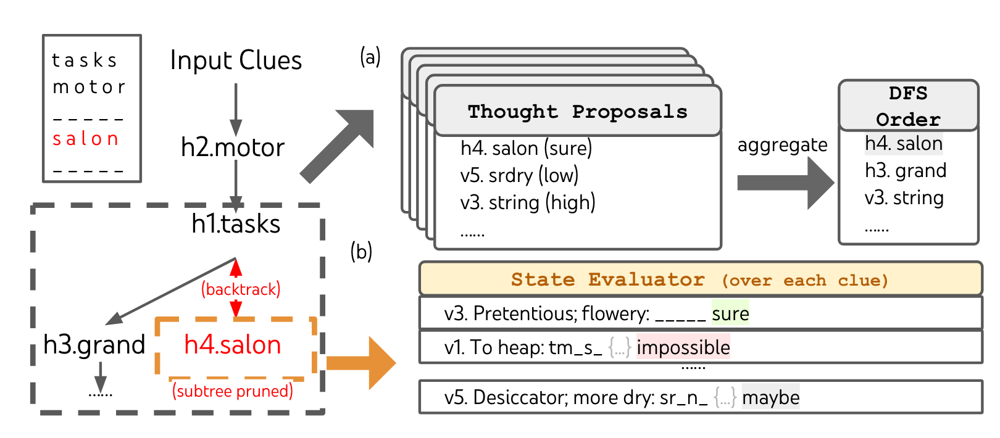 tasks
motor
_ _ _ _ _
salon
_ _ _ _ _
Input Clues
h2.motor
h1.tasks
(backtrack)
h3.grand
h4.salon
......
(subtree pruned)
(a)
Thought Proposals
h4. salon (sure)
v5. srdry (low)
v3. string (high)
......
aggregate
DFS
Order
h4. salon
h3. grand
v3. string
......
(b)
State Evaluator (over each clue)
v3. Pretentious; flowery: _____ sure
v1. To heap: tm_s_ {...} impossible
......
v5. Desiccator; more dry: sr_n_ {...} maybe